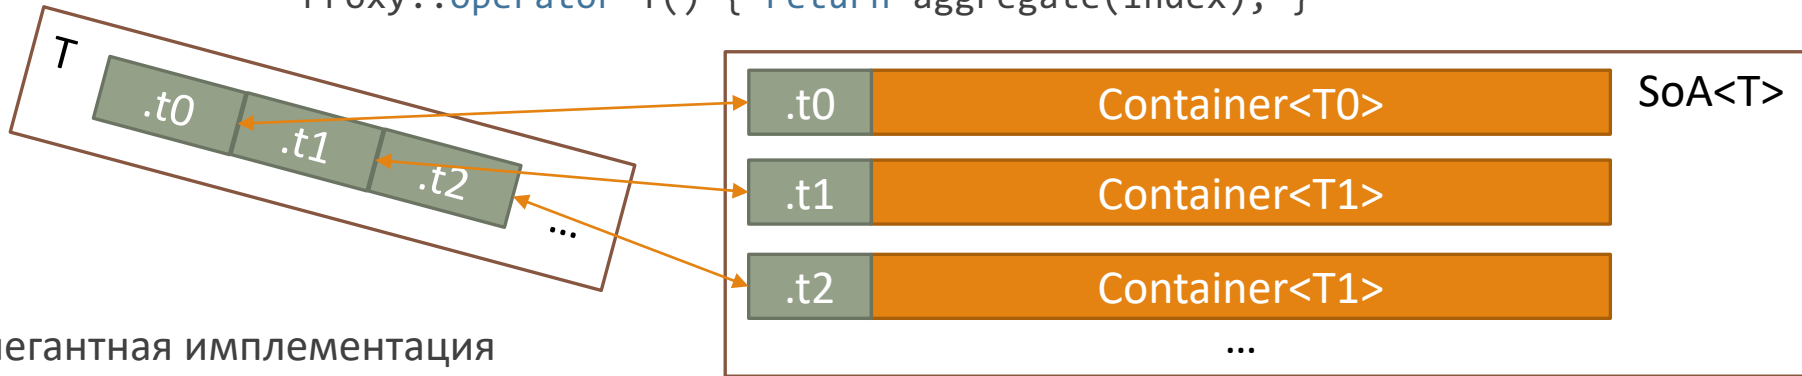 Proxy::operator T() { return aggregate(index); }
T
.t0
.t1
.t2
...
SoA<T>
.t0 Container<T0>
.t1 Container<T1>
.t2 Container<T1>
...
легантная имплементация